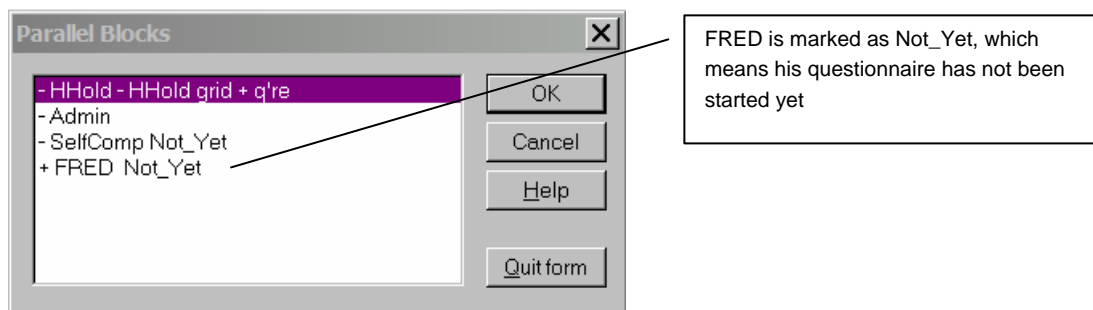 Parallel Blocks
- HHold - HHold grid + q're
- Admin
- SelfComp Not_Yet
+ FRED Not_Yet
OK
Cancel
Help
Quit form
FRED is marked as Not_Yet, which
means his questionnaire has not been
started yet